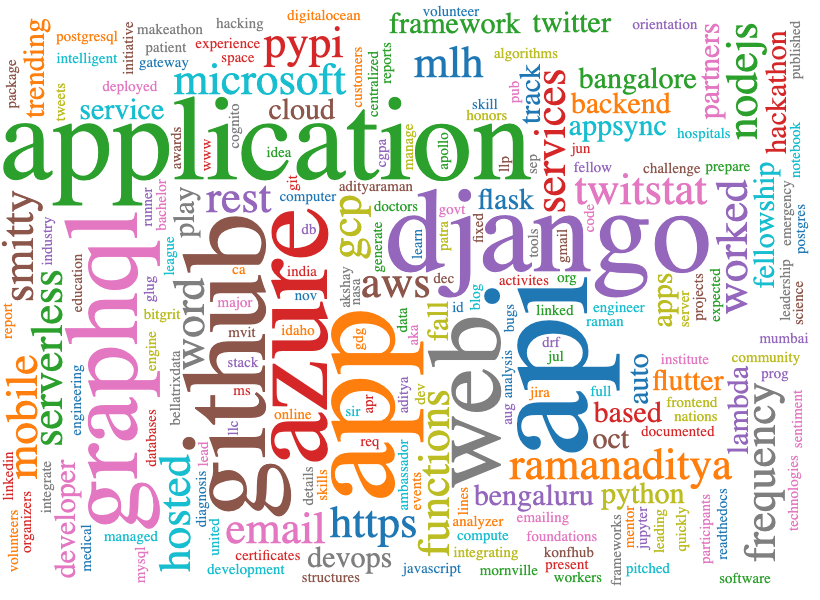 volunteer
digitalocean
hacking
makeathon
framework
twitter
orientation
trending
postgresql
initiative
patient
experience
pypi
intelligent
gateway
space
customers
centralized
reports
mlh
algorithms
partners
nodejs
hackathon
published
package
tweets
deployed
microsoft
pub
track
services
bangalore
service
cloud
skill
honors
backend
appsync
hospitals
notebook
application
awards
www
cognito
idea
cgpa
manage
apollo
llp
sep
jun
fellow
challenge
prepare
smitty
industry
runner
bachelor
play
git
rest
computer
adityaraman
gcp
doctors
generate
django
learn
patra
govt
fixed
flask
tools
gmail
code
twitstat
worked
fellowship
emergency
postgres
graphql
league
github
azure
db
aws
dec
akshay
nasa
activites
org
apps
server
projects
expected
leadership
science
report
serverless
education
glug
bitgrit
word
ca
major
mvit
india
nov
idaho
app
gdg
data
aka
fall
web
id
blog
bugs
api
linked
engineer
raman
mumbai
mobile
engineering
engine
bellatrixdata
stack
ms
online
llc
sir
apr
aditya
dev
analysis
aug
drf
jul
jira
full
auto
institute
flutter
community
prog
lambda
frequency
sentiment
databases
req
functions
based
oct
frontend
nations
documented
linkedin
volunteers
organizers
integrate
developer
medical
hosted
diagnosis
lead
details
skills
ambassador
events
ramanaditya
lines
bengaluru
python
technologies
managed
mysql
united
email
https
analyzer
emailing
compute
foundations
frameworks
mentor
jupyter
leading
quickly
participants
readthedocs
certificates
development
devops
structures
integrating
konfhub
javascript
mornville
present
workers
pitched
software